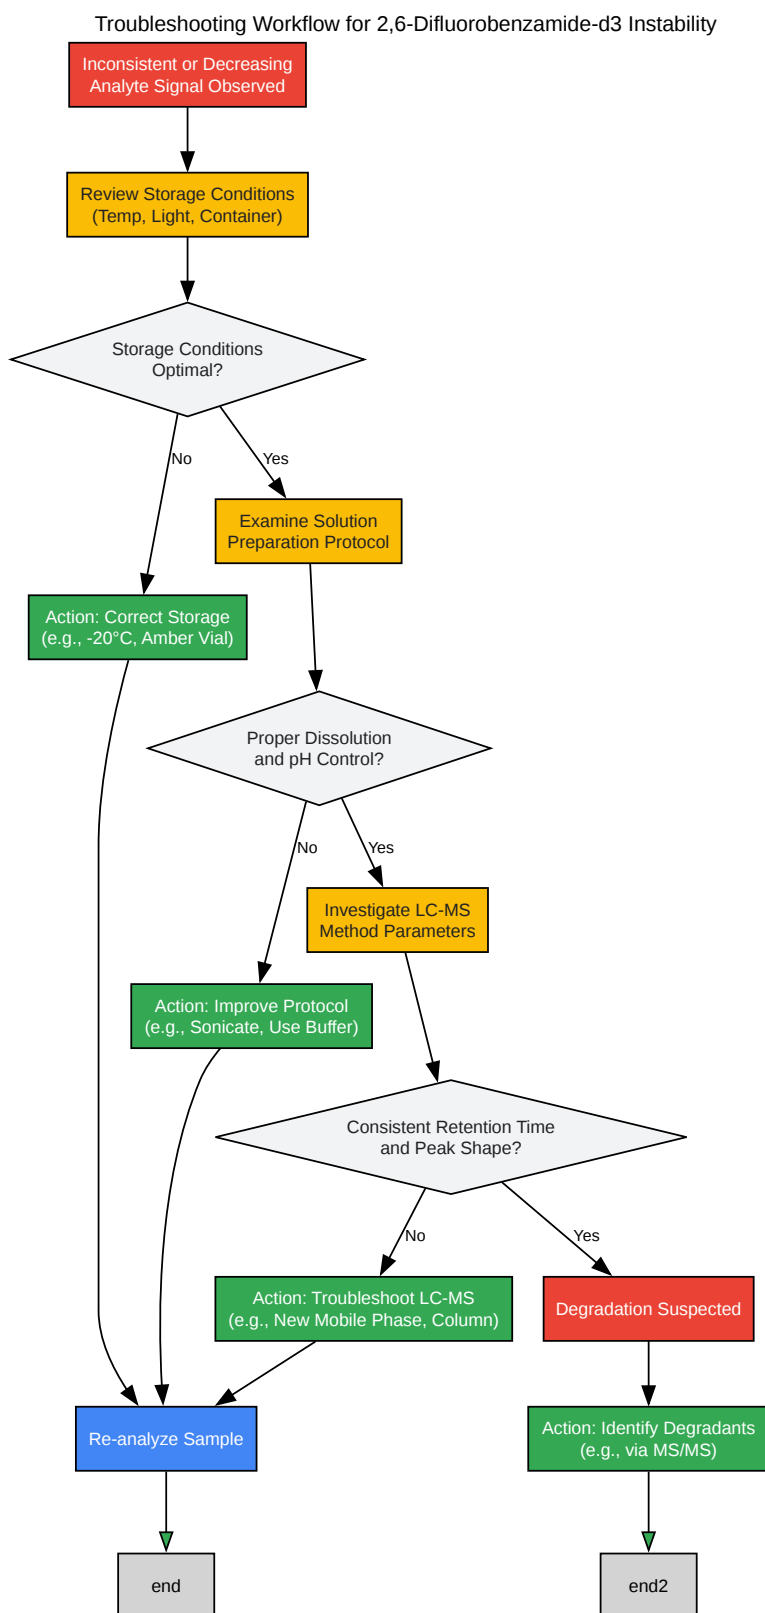 Troubleshooting Workflow for 2,6-Difluorobenzamide-d3 Instability
Inconsistent or Decreasing
Analyte Signal Observed
Review Storage Conditions
(Temp, Light, Container)
Storage Conditions
Optimal?
No
Yes
Examine Solution
Preparation Protocol
Action: Correct Storage
(e.g., -20°C, Amber Vial)
Proper Dissolution
and pH Control?
No
Yes
Investigate LC-MS
Method Parameters
Action: Improve Protocol
(e.g., Sonicate, Use Buffer)
Consistent Retention Time
and Peak Shape?
No
Yes
Action: Troubleshoot LC-MS
(e.g., New Mobile Phase, Column)
Degradation Suspected
Re-analyze Sample
Action: Identify Degradants
(e.g., via MS/MS)
end
end2